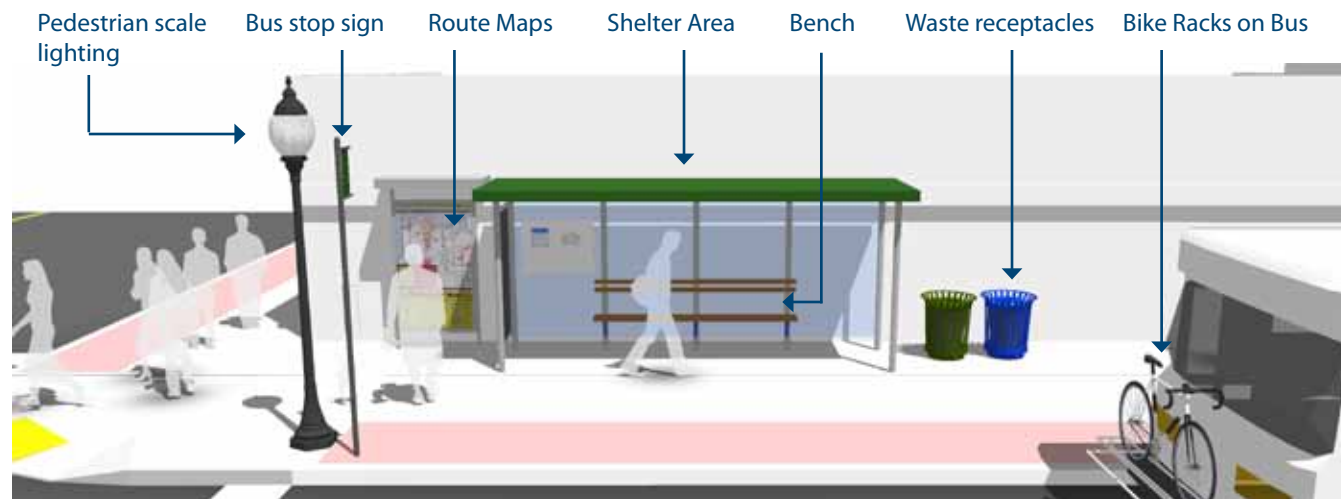 Pedestrian scale
lighting
Bus stop sign
Route Maps
Shelter Area
Bench
Waste receptacles
Bike Racks on Bus